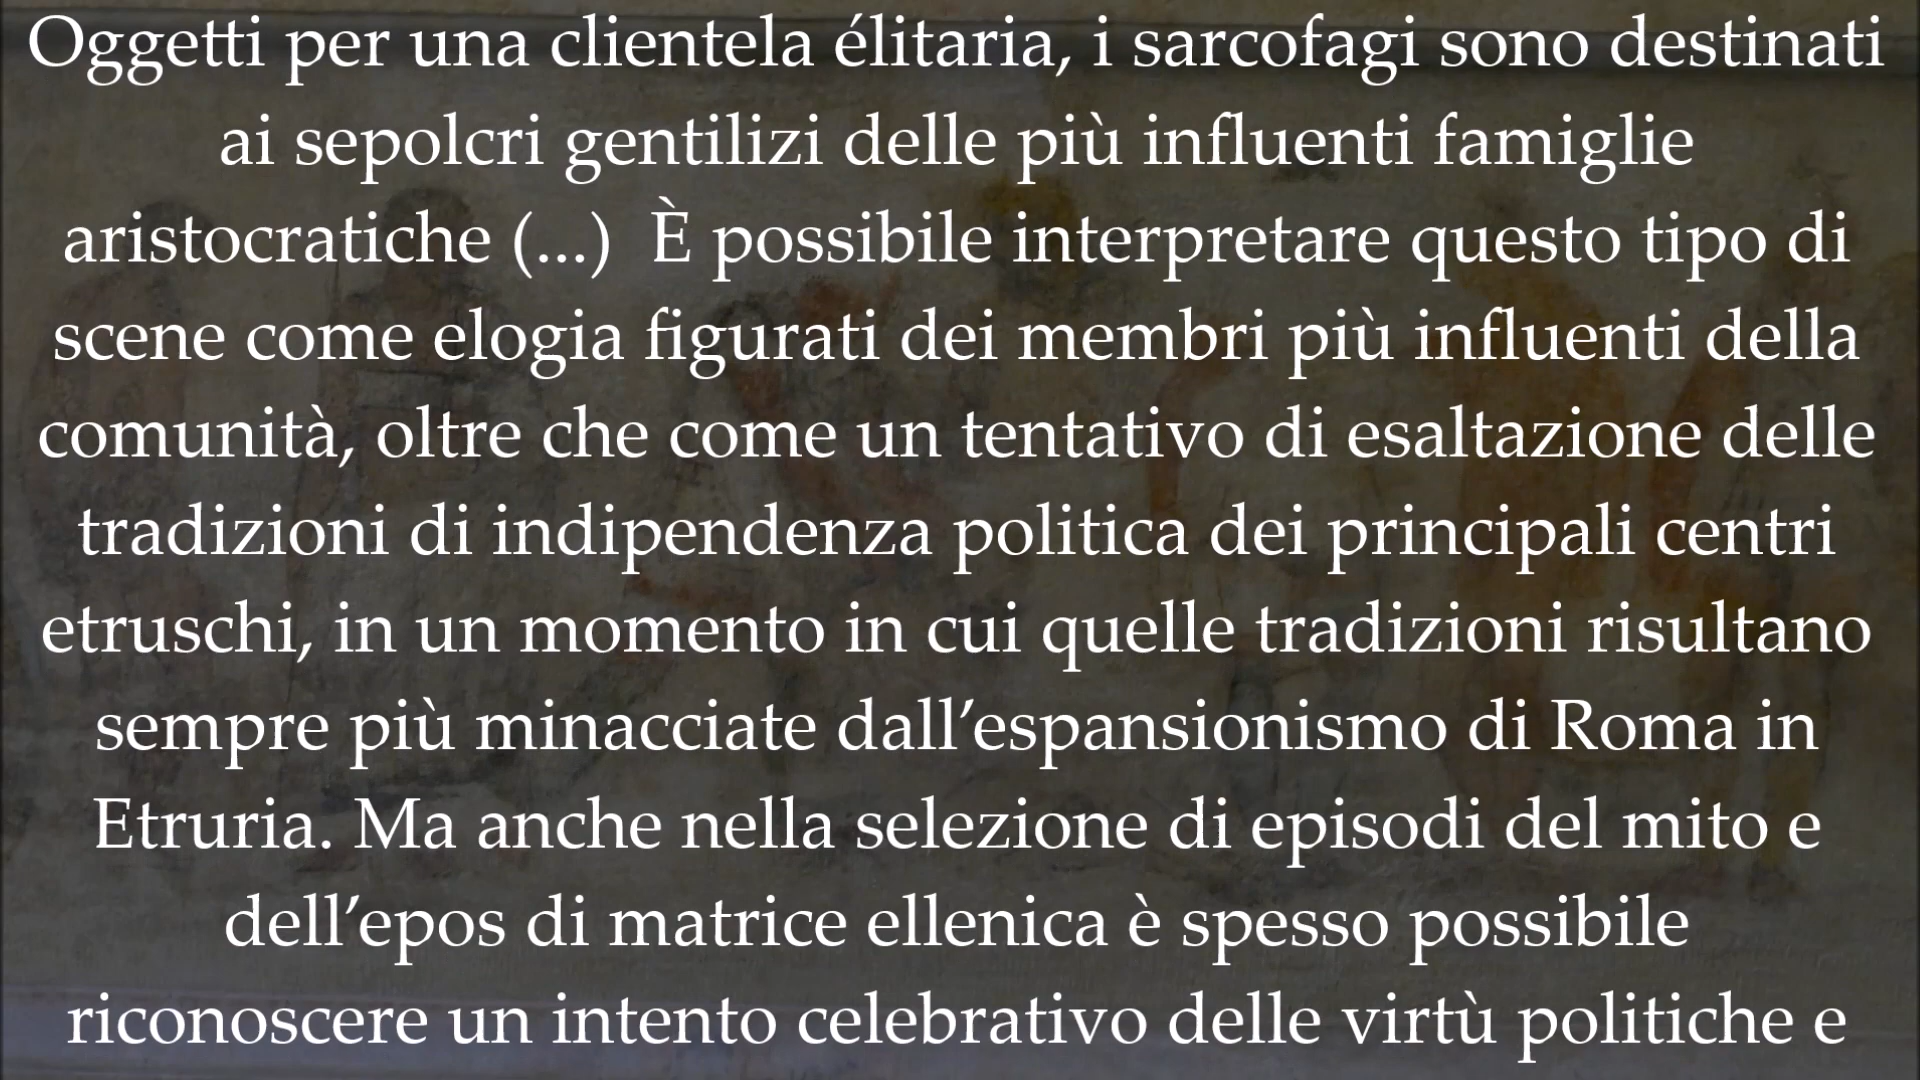 Oggetti per una clientela élitaria, i sarcofagi sono destinati
ai sepolcri gentilizi delle più influenti famiglie
aristocratiche (...)  È possibile interpretare questo tipo di
scene come elogia figurati dei membri più influenti della
comunità, oltre che come un tentativo di esaltazione delle
tradizioni di indipendenza politica dei principali centri
etruschi, in un momento in cui quelle tradizioni risultano
sempre più minacciate dall’espansionismo di Roma in
Etruria. Ma anche nella selezione di episodi del mito e
dell’epos di matrice ellenica è spesso possibile
riconoscere un intento celebrativo delle virtù politiche e